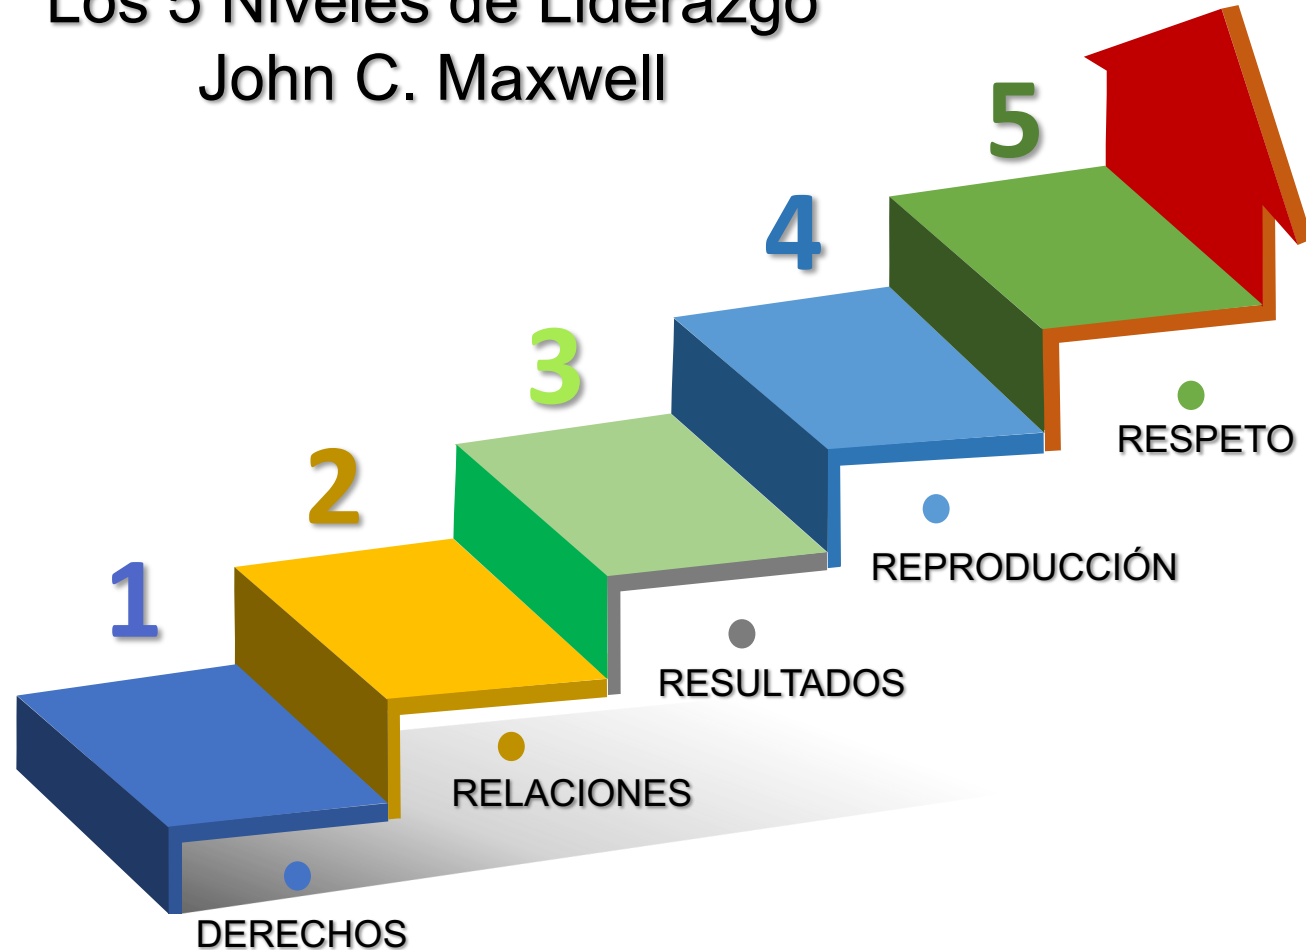 Los 5 Niveles de Liderazgo
John C. Maxwell
5
4
3
2
1
RESPETO
REPRODUCCIÓN
RESULTADOS
RELACIONES
DERECHOS